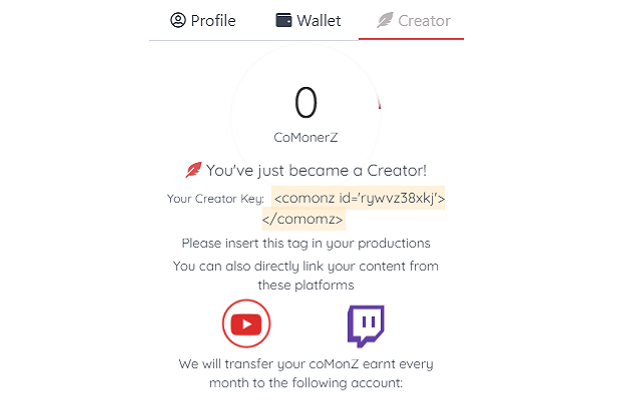 Profile Wallet Creator
0
CoMonerZ
You've just became a Creator!
Your Creator Key: <comonz id='rywvz38xkj'>
</comomz>
Please insert this tag in your productions
You can also directly link your content from
these platforms
We will transfer your coMonZ earnt every
month to the following account: